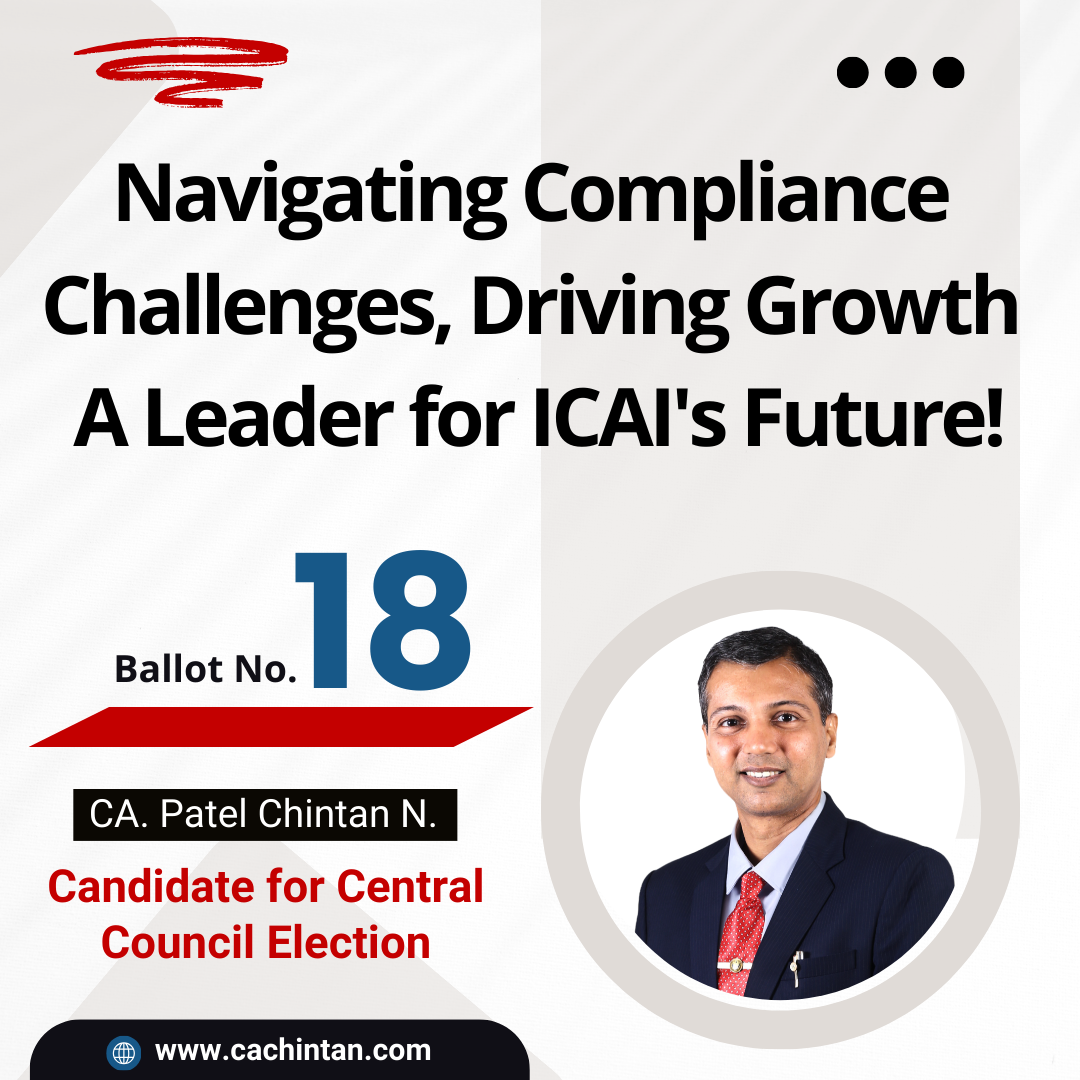 Navigating Compliance
Challenges, Driving Growth
A Leader for ICAI's Future!
Ballot No. 18
CA. Patel Chintan N.
Candidate for Central
Council Election
www.cachintan.com